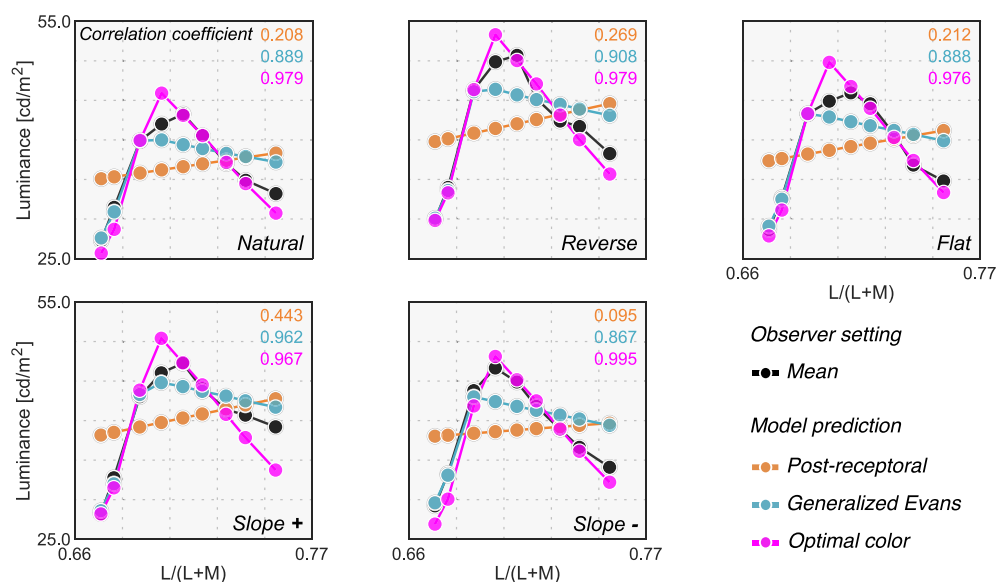 55.0
Luminance [cd/m²]
25.0
Correlation coefficient 0.208
0.889
0.979
Natural
0.269
0.908
0.979
Reverse
0.212
0.888
0.976
Flat
0.66 0.77
L/(L+M)
55.0
Luminance [cd/m²]
25.0
0.443
0.962
0.967
Slope +
0.66 0.77
L/(L+M)
0.095
0.867
0.995
Slope -
0.66 0.77
L/(L+M)
Observer setting
Mean
Model prediction
Post-receptoral
Generalized Evans
Optimal color